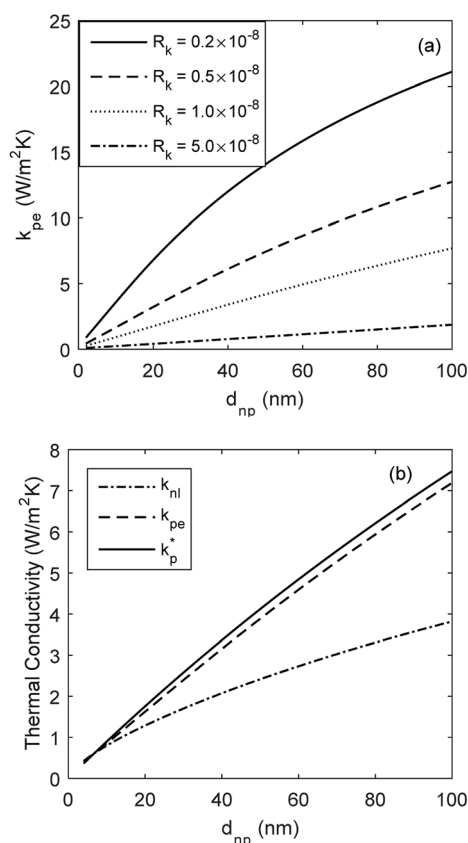 25
20
15
10
5
0
k_pe (W/m²K)
R_k = 0.2×10⁻⁸
R_k = 0.5×10⁻⁸
R_k = 1.0×10⁻⁸
R_k = 5.0×10⁻⁸
(a)
0 20 40 60 80 100
d_np (nm)
8
7
6
5
4
3
2
1
0
Thermal Conductivity (W/m²K)
k_nl
k_pe
k_p^*
(b)
0 20 40 60 80 100
d_np (nm)